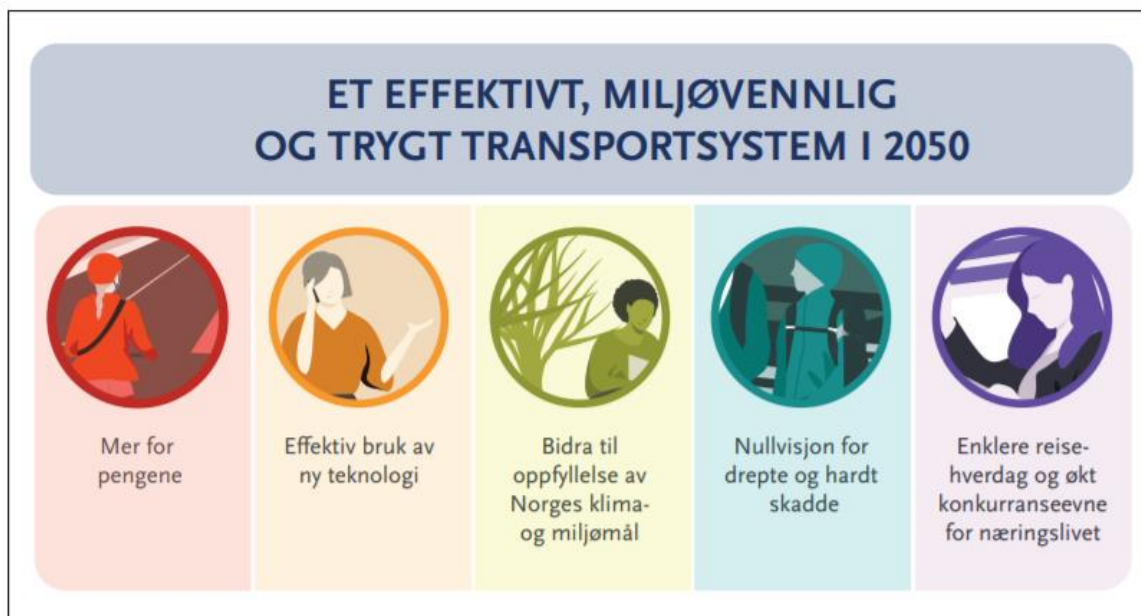 ET EFFEKTIVT, MILJØVENNLIG
OG TRYGT TRANSPORTSYSTEM I 2050
Mer for
pengene
Effektiv bruk av
ny teknologi
Bidra til
oppfyllelse av
Norges klima-
og miljømål
Nullvisjon for
drepte og hardt
skadde
Enklere reise-
hverdag og økt
konkurranseevne
for næringslivet